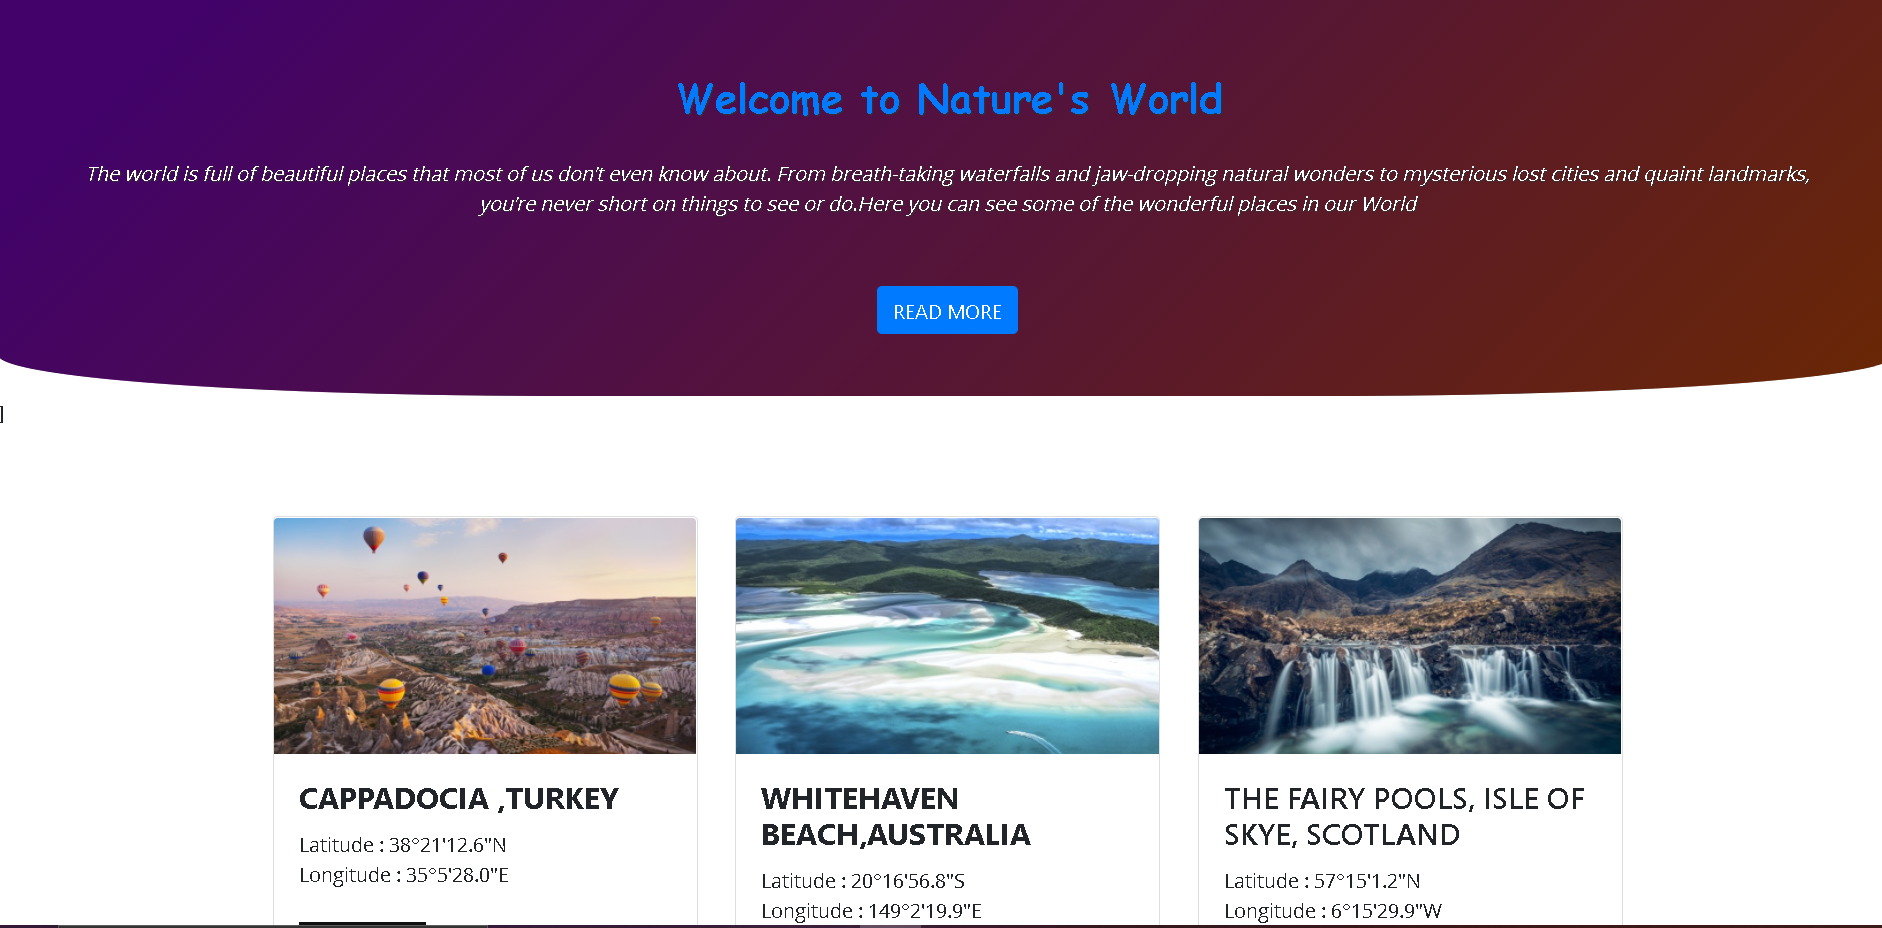 Welcome to Nature's World
The world is full of beautiful places that most of us don't even know about. From breath-taking waterfalls and jaw-dropping natural wonders to mysterious lost cities and quaint landmarks,
you're never short on things to see or do.Here you can see some of the wonderful places in our World
READ MORE
]
CAPPADOCIA ,TURKEY
Latitude : 38°21'12.6"N
Longitude : 35°5'28.0"E
WHITEHAVEN
BEACH,AUSTRALIA
Latitude : 20°16'56.8"S
Longitude : 149°2'19.9"E
THE FAIRY POOLS, ISLE OF
SKYE, SCOTLAND
Latitude : 57°15'1.2"N
Longitude : 6°15'29.9"W